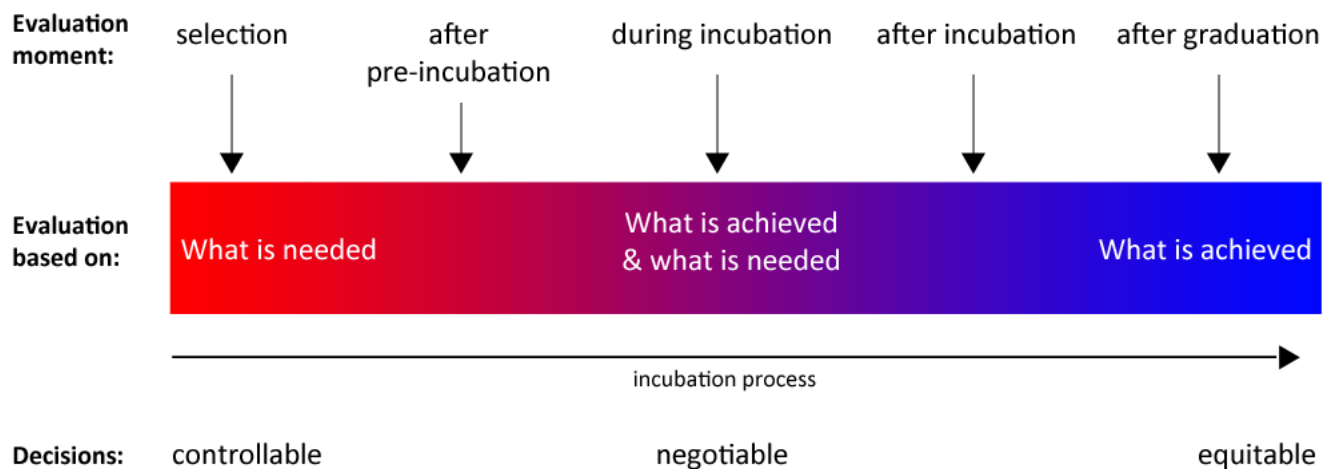 Evaluation
moment:
selection
after
pre-incubation
during incubation
after incubation
after graduation
Evaluation
based on:
What is needed
What is achieved
& what is needed
What is achieved
incubation process
Decisions:
controllable
negotiable
equitable